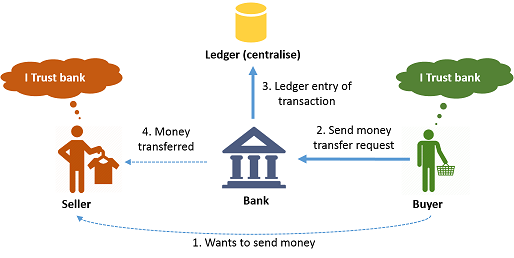 Ledger (centralise)
I Trust bank
I Trust bank
3. Ledger entry of
transaction
4. Money
transferred
2. Send money
transfer request
Seller
Bank
Buyer
1. Wants to send money